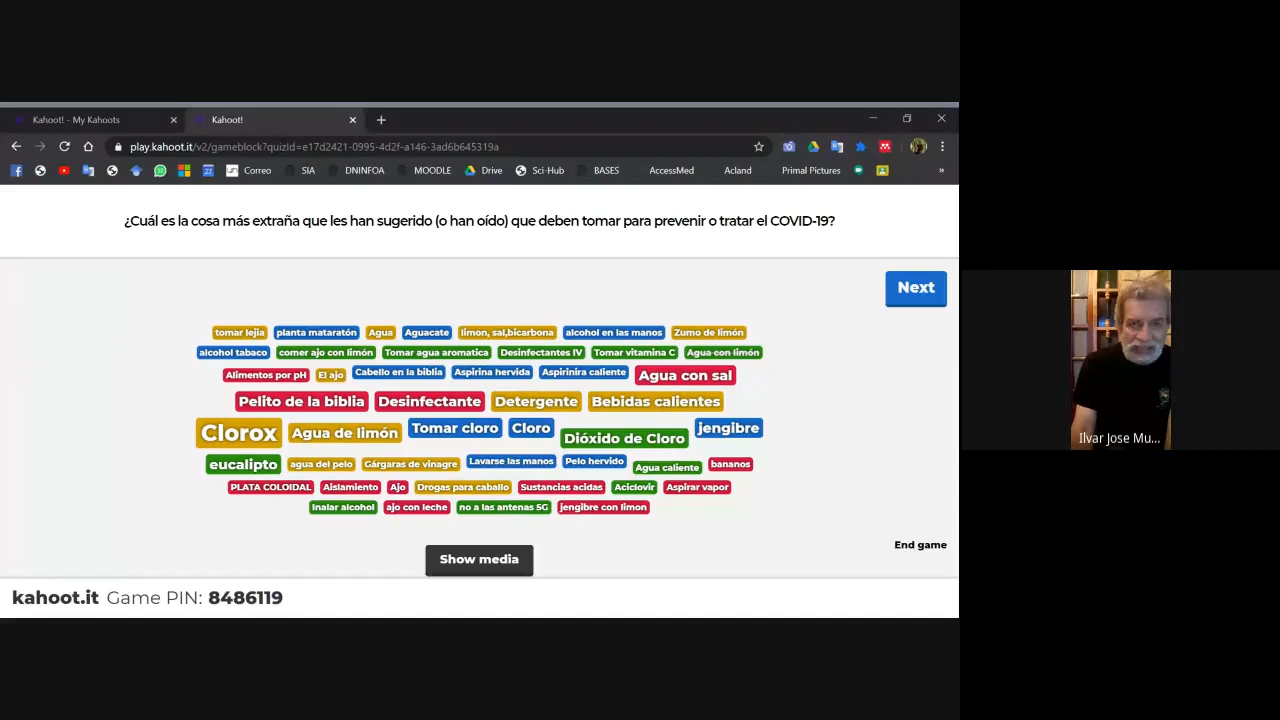 Kahoot! - My Kahoots
Kahoot!
play.kahoot.it/v2/gameblock?quizId=e17d2421-0995-4d2f-a146-3ad6b645319a
Correo SIA DNINFOA MOODLE Drive Sci-Hub BASES AccessMed Acland Primal Pictures »
¿Cuál es la cosa más extraña que les han sugerido (o han oído) que deben tomar para prevenir o tratar el COVID-19?
Next
tomar lejia planta mataratón Agua Aguacate limon, sal,bicarbona alcohol en las manos Zumo de limón
alcohol tabaco comer ajo con limón Tomar agua aromatica Desinfectantes IV Tomar vitamina C Agua con limón
Alimentos por pH El ajo Cabello en la biblia Aspirina hervida Aspirinira caliente Agua con sal
Pelito de la biblia Desinfectante Detergente Bebidas calientes
Clorox Agua de limón Tomar cloro Cloro Dióxido de Cloro jengibre
eucalipto agua del pelo Gárgaras de vinagre Lavarse las manos Pelo hervido Agua caliente bananos
PLATA COLOIDAL Aislamiento Ajo Drogas para caballo Sustancias acidas Aciclovir Aspirar vapor
Inalar alcohol ajo con leche no a las antenas 5G jengibre con limon
End game
Show media
kahoot.it Game PIN: 8486119
Ilvar Jose Mu...